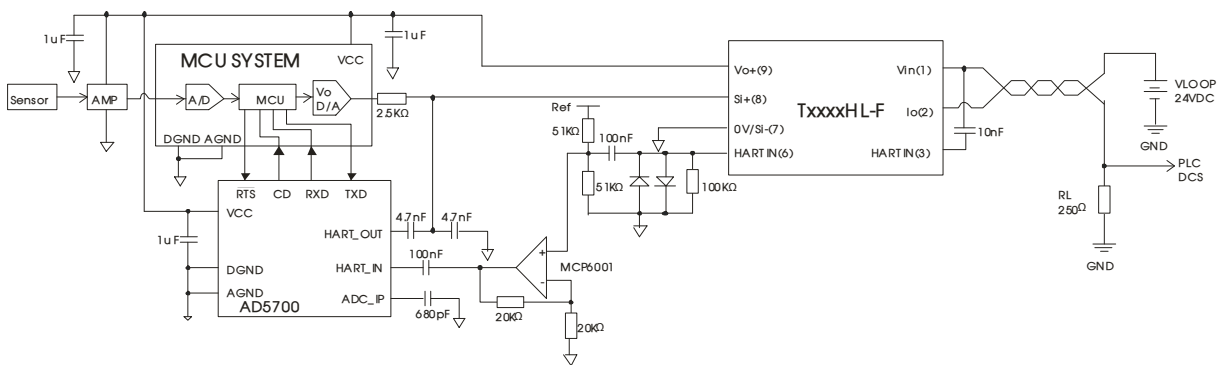 1uF
1uF
MCU SYSTEM
VCC
Vo+(9)
Vin(1)
VLOOP
24VDC
Sensor
AMP
A/D
MCU
Vo
D/A
2.5KΩ
Si+(8)
TxxxxHL-F
Io(2)
Ref
51KΩ
100nF
0V/Si-(7)
10nF
GND
DGND AGND
HART IN(6)
HART IN(3)
PLC
DCS
RTS
CD
RXD
TXD
51KΩ
100KΩ
RL
250Ω
VCC
4.7nF
4.7nF
1uF
HART_OUT
100nF
+
-
MCP6001
GND
DGND
HART_IN
AGND
ADC_IP
20KΩ
20KΩ
AD5700
680pF